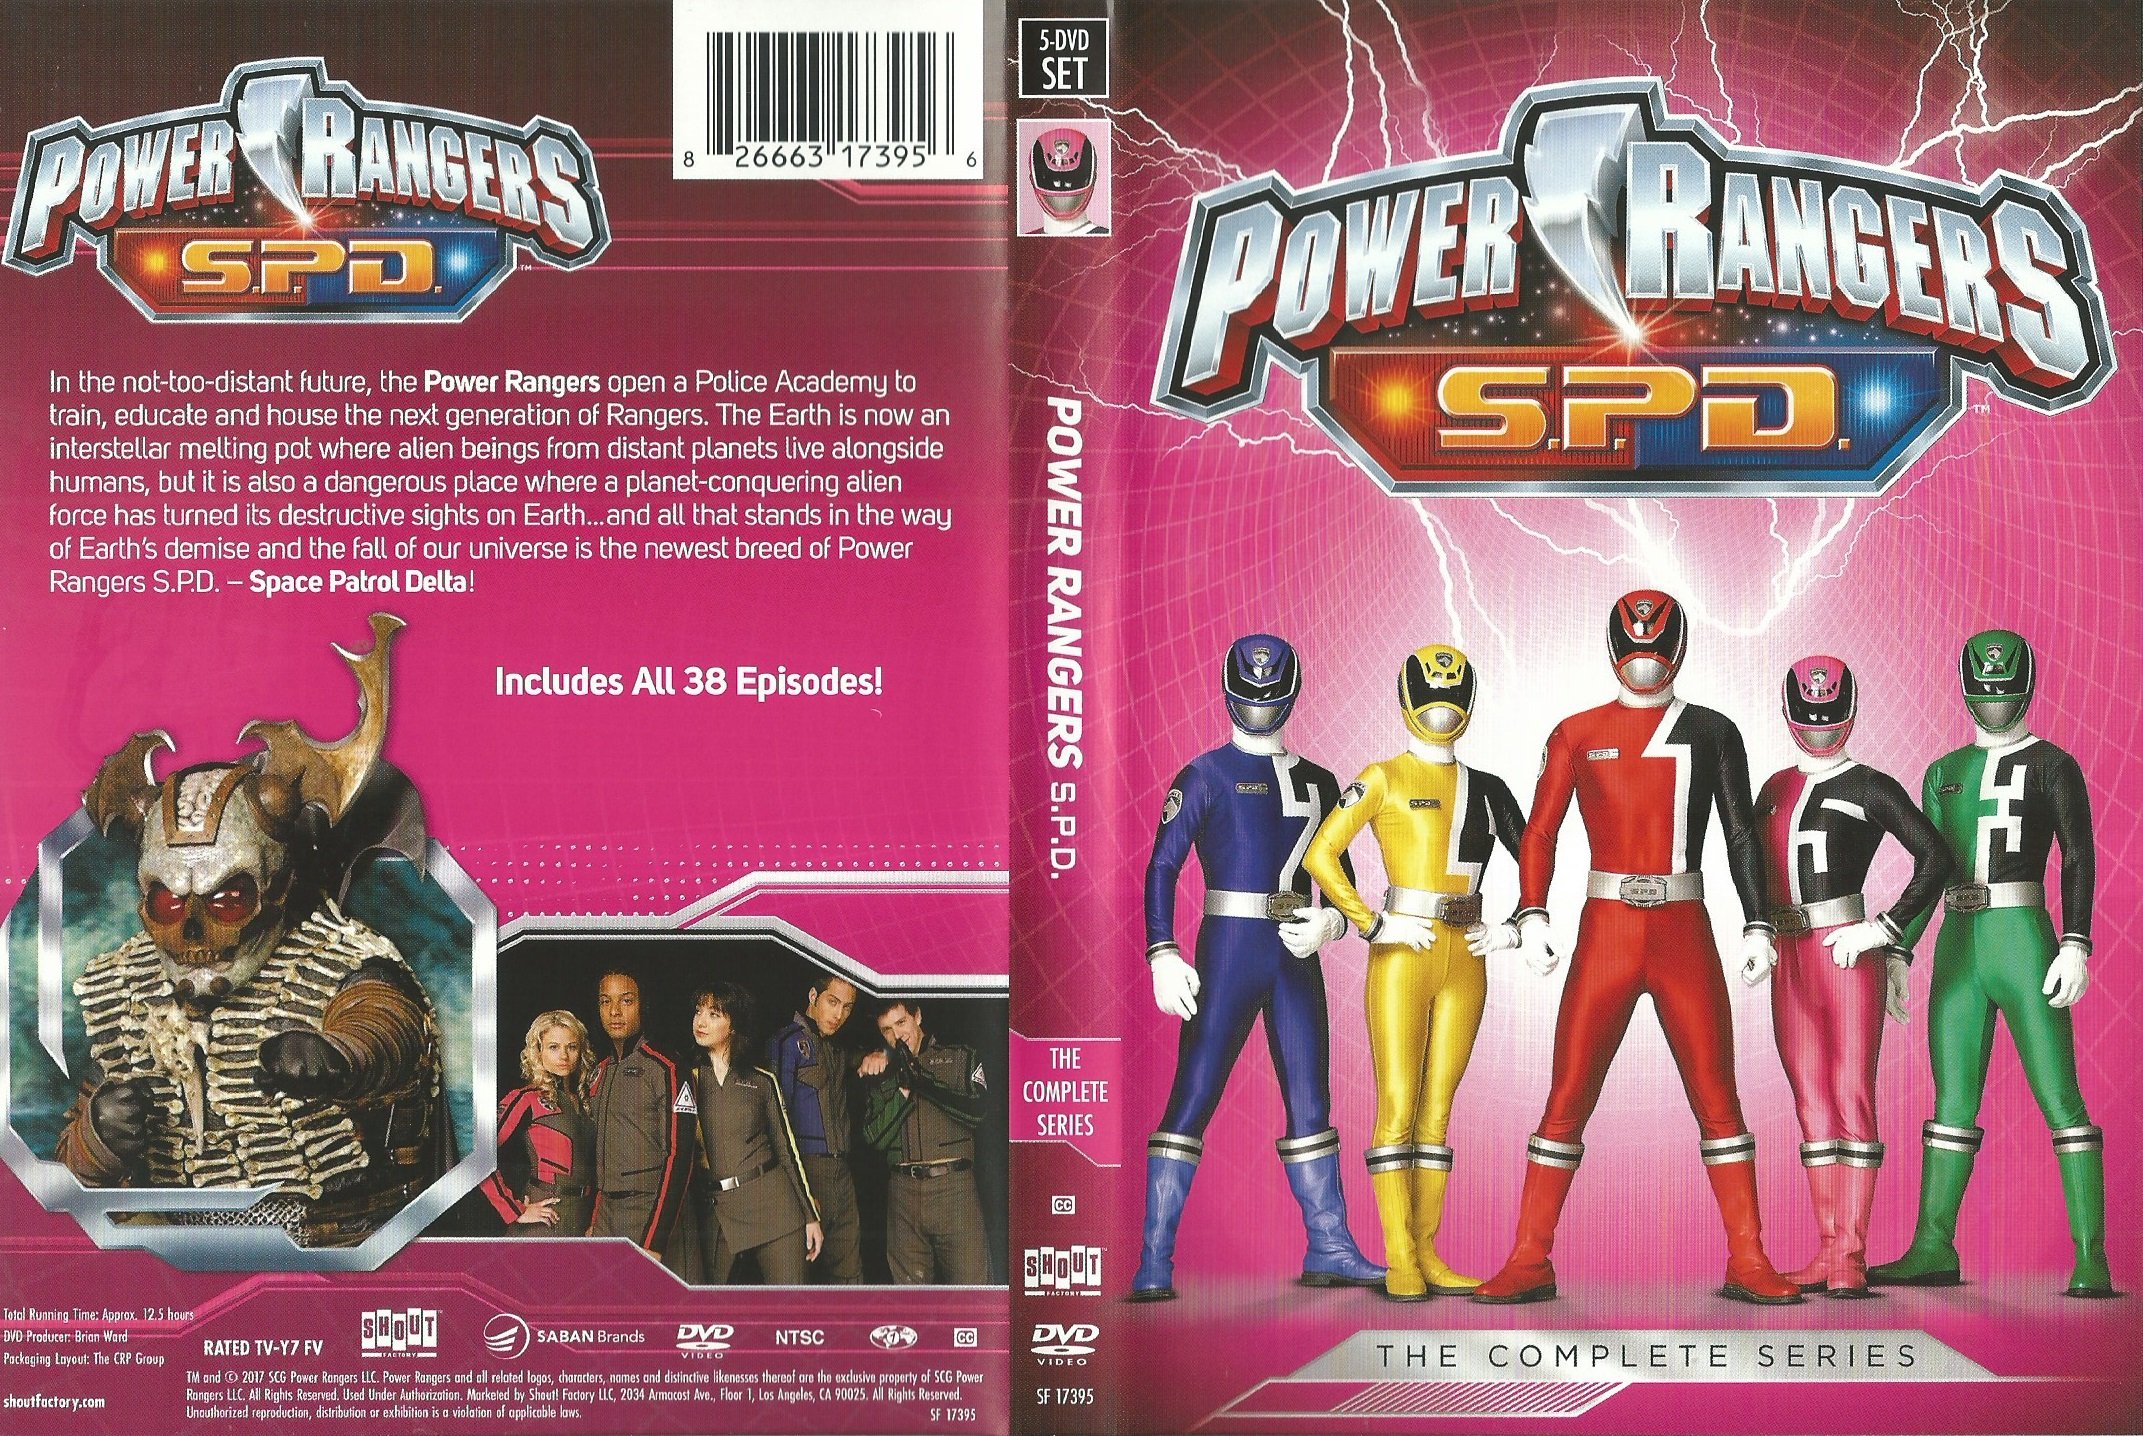 POWER RANGERS
S.P.D.
TM
8 26663 17395 6
In the not-too-distant future, the Power Rangers open a Police Academy to
train, educate and house the next generation of Rangers. The Earth is now an
interstellar melting pot where alien beings from distant planets live alongside
humans, but it is also a dangerous place where a planet-conquering alien
force has turned its destructive sights on Earth...and all that stands in the way
of Earth's demise and the fall of our universe is the newest breed of Power
Rangers S.P.D. – Space Patrol Delta!
Includes All 38 Episodes!
Total Running Time: Approx. 12.5 hours
DVD Producer: Brian Ward
Packaging Layout: The CRP Group
shoutfactory.com
RATED TV-Y7 FV
SHOUT
FACTORY
SABAN Brands
DVD
VIDEO
NTSC
1
CC
TM and © 2017 SCG Power Rangers LLC. Power Rangers and all related logos, characters, names and distinctive likenesses thereof are the exclusive property of SCG Power
Rangers LLC. All Rights Reserved. Used Under Authorization. Marketed by Shout! Factory LLC, 2034 Armacost Ave., Floor 1, Los Angeles, CA 90025. All Rights Reserved.
Unauthorized reproduction, distribution or exhibition is a violation of applicable laws.
SF 17395
5-DVD
SET
POWER RANGERS S.P.D.
THE
COMPLETE
SERIES
CC
SHOUT
FACTORY
DVD
VIDEO
SF 17395
POWER RANGERS
S.P.D.
TM
SPD
THE COMPLETE SERIES